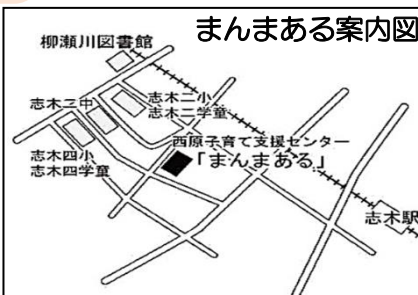 まんまある案内図
柳瀬川図書館
志木二中
志木二小
志木二学童
西原子育て支援センター
「まんまある」
志木四小
志木四学童
志木駅